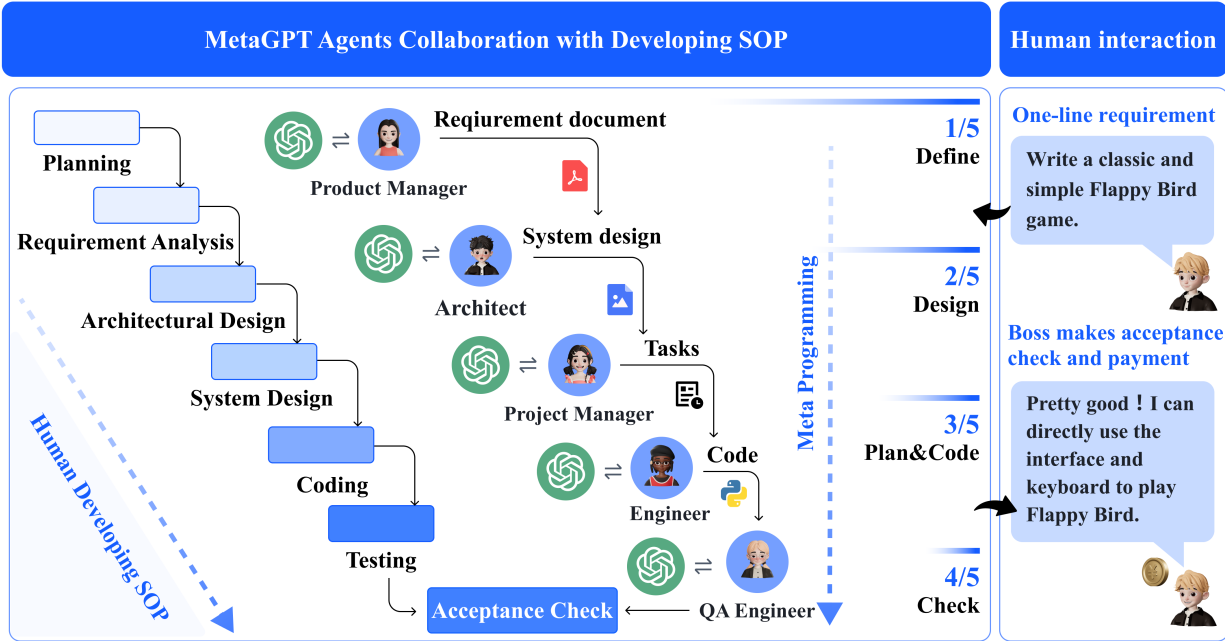 MetaGPT Agents Collaboration with Developing SOP
Human interaction
Planning
Requirement Analysis
Architectural Design
System Design
Coding
Testing
Acceptance Check
Human Developing SOP
Reqiurement document
Product Manager
System design
Architect
Tasks
Project Manager
Code
Engineer
QA Engineer
Meta Programming
1/5
Define
2/5
Design
3/5
Plan&Code
4/5
Check
One-line requirement
Write a classic and
simple Flappy Bird
game.
Boss makes acceptance
check and payment
Pretty good！I can
directly use the
interface and
keyboard to play
Flappy Bird.